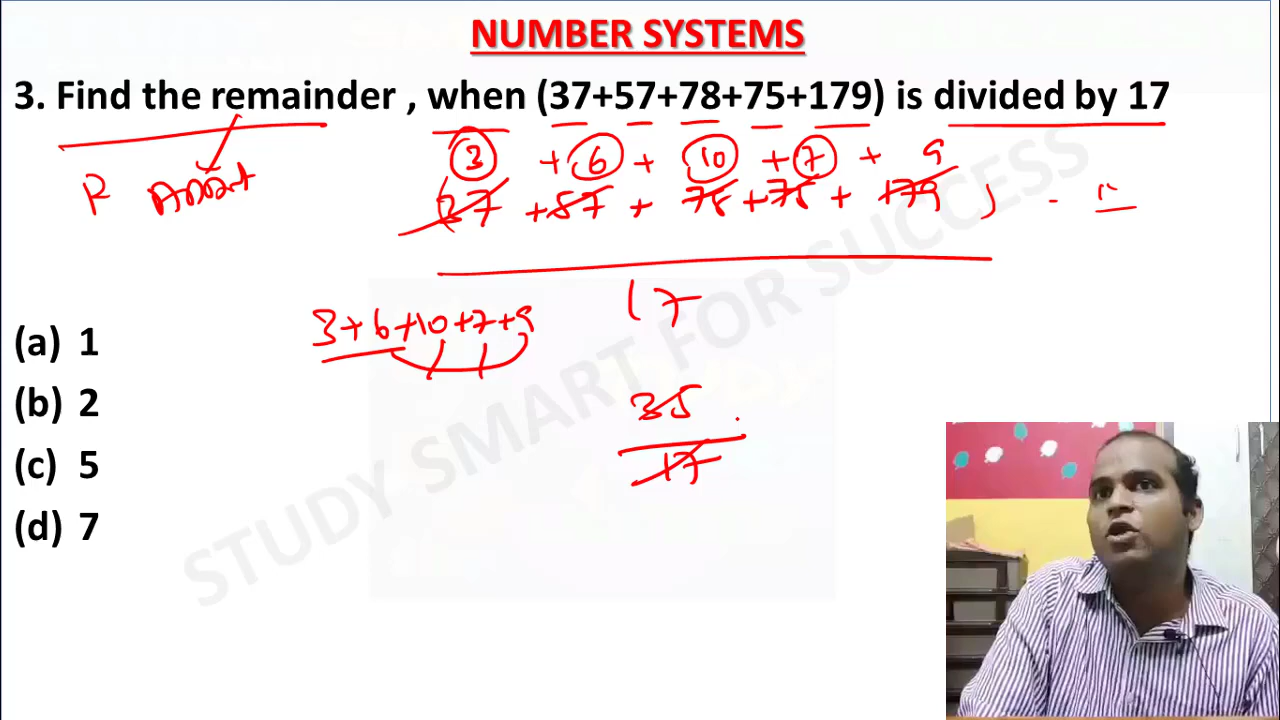 NUMBER SYSTEMS
3. Find the remainder , when (37+57+78+75+179) is divided by 17
3 + 6 + 10 + 7 + 9
R
(37 + 57 + 78 + 75 + 179)
17
3+6+10+7+9
(a) 1
35
(b) 2
17
(c) 5
(d) 7
STUDY SMART FOR SUCCESS